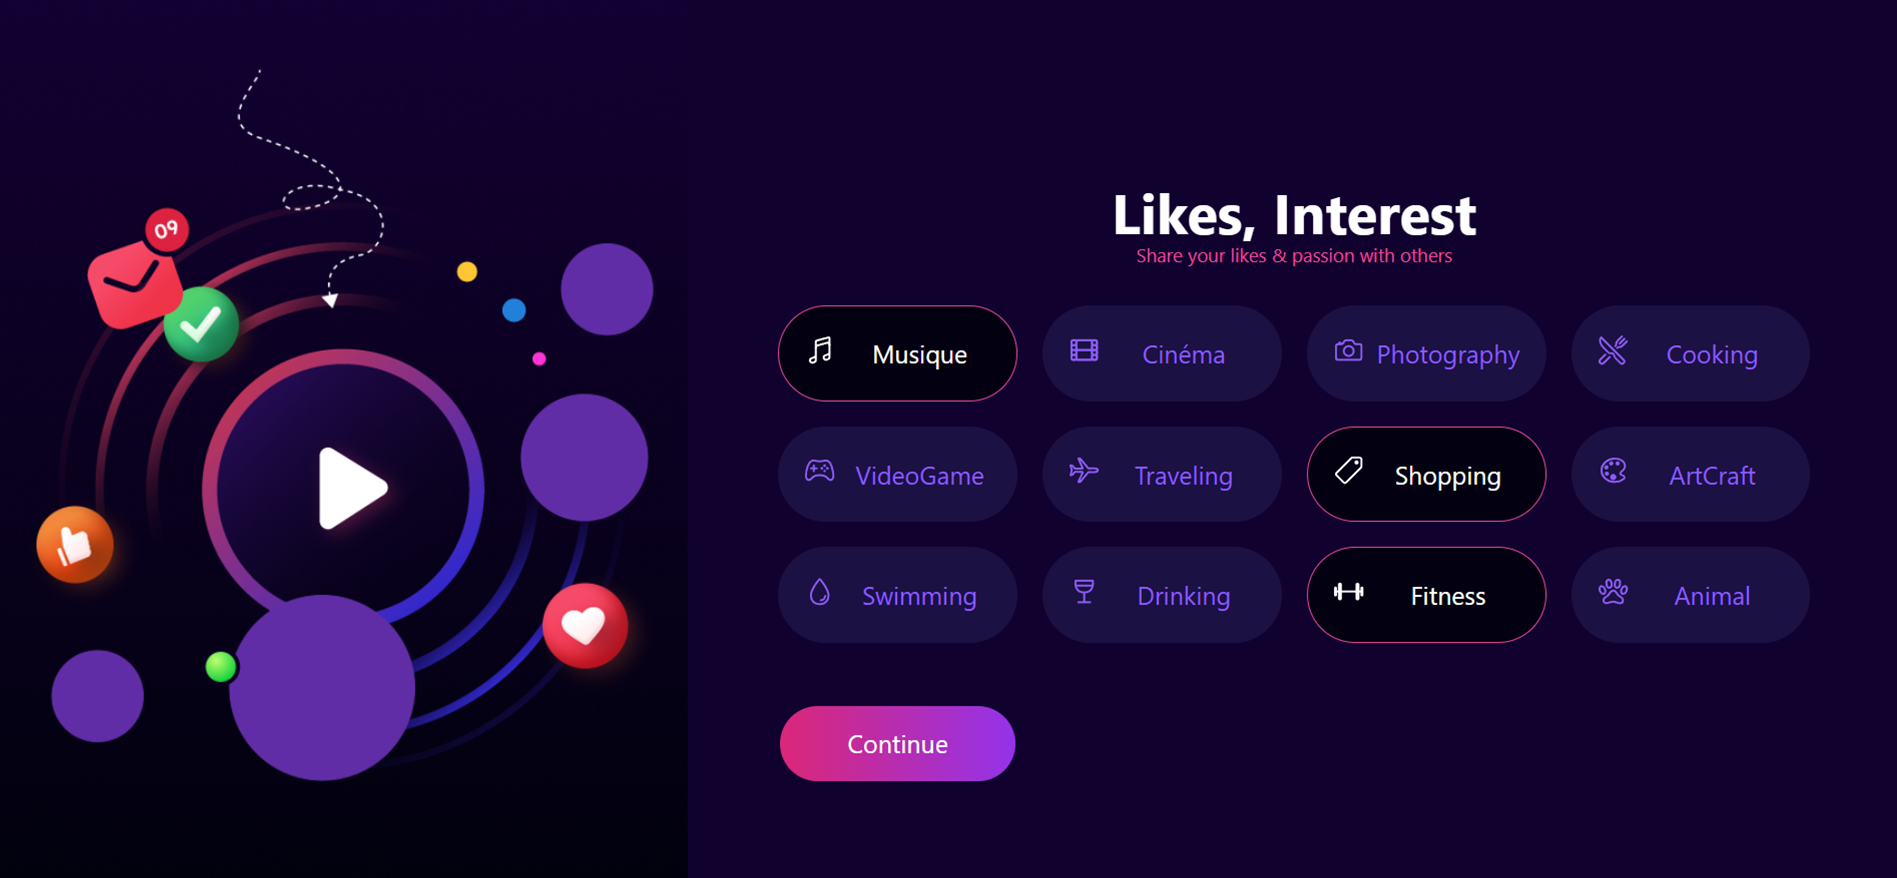 09
Likes, Interest
Share your likes & passion with others
Musique
Cinéma
Photography
Cooking
VideoGame
Traveling
Shopping
ArtCraft
Swimming
Drinking
Fitness
Animal
Continue